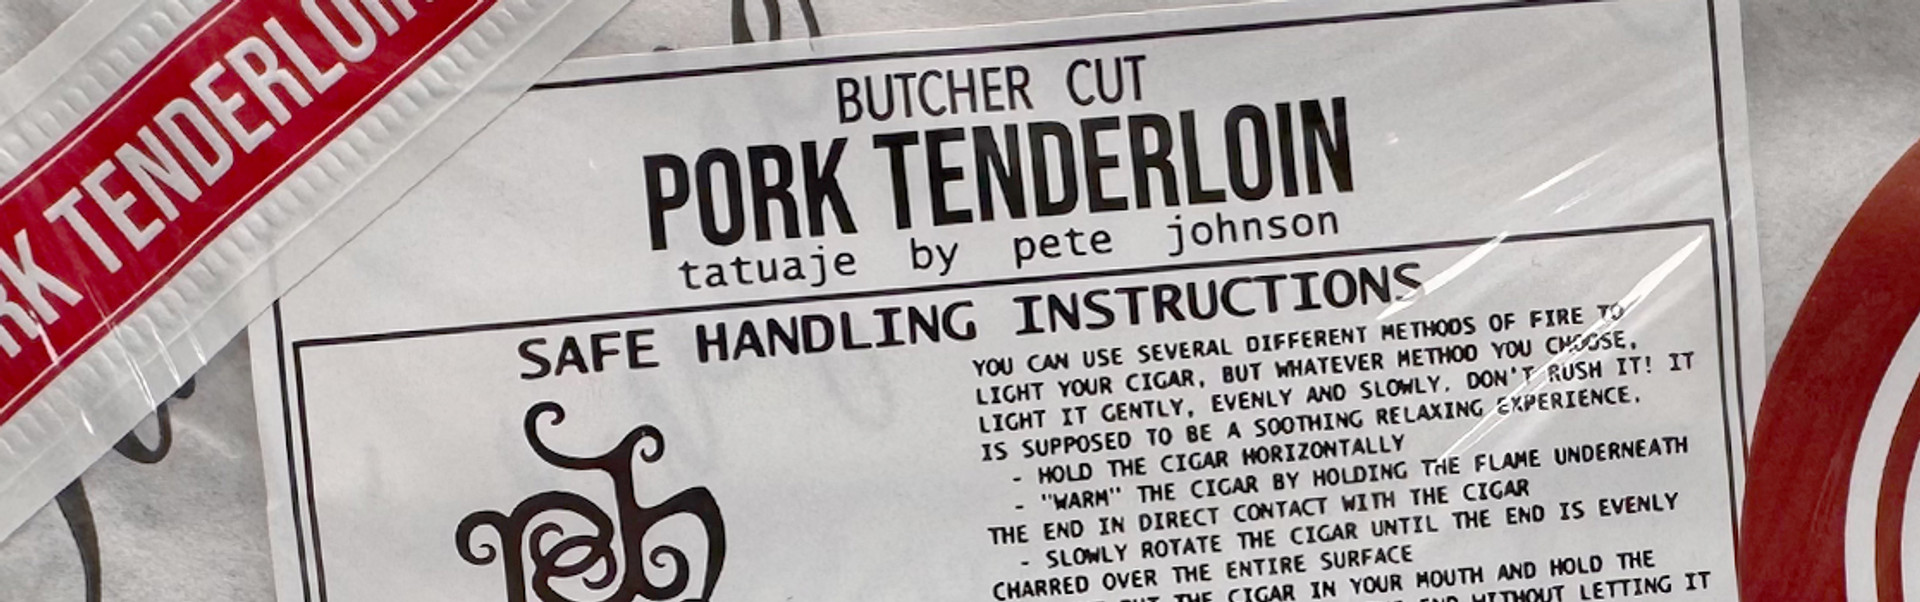 TENDERLOIN
BUTCHER CUT
PORK TENDERLOIN
tatuaje by pete johnson
SAFE HANDLING INSTRUCTIONS
YOU CAN USE SEVERAL DIFFERENT METHODS OF FIRE TO
LIGHT YOUR CIGAR, BUT WHATEVER METHOD YOU CHOOSE,
LIGHT IT GENTLY, EVENLY AND SLOWLY. DON'T RUSH IT! IT
IS SUPPOSED TO BE A SOOTHING RELAXING EXPERIENCE.
- HOLD THE CIGAR HORIZONTALLY
- "WARM" THE CIGAR BY HOLDING THE FLAME UNDERNEATH
THE END IN DIRECT CONTACT WITH THE CIGAR
- SLOWLY ROTATE THE CIGAR UNTIL THE END IS EVENLY
CHARRED OVER THE ENTIRE SURFACE
THE CIGAR IN YOUR MOUTH AND HOLD THE
WITHOUT LETTING IT